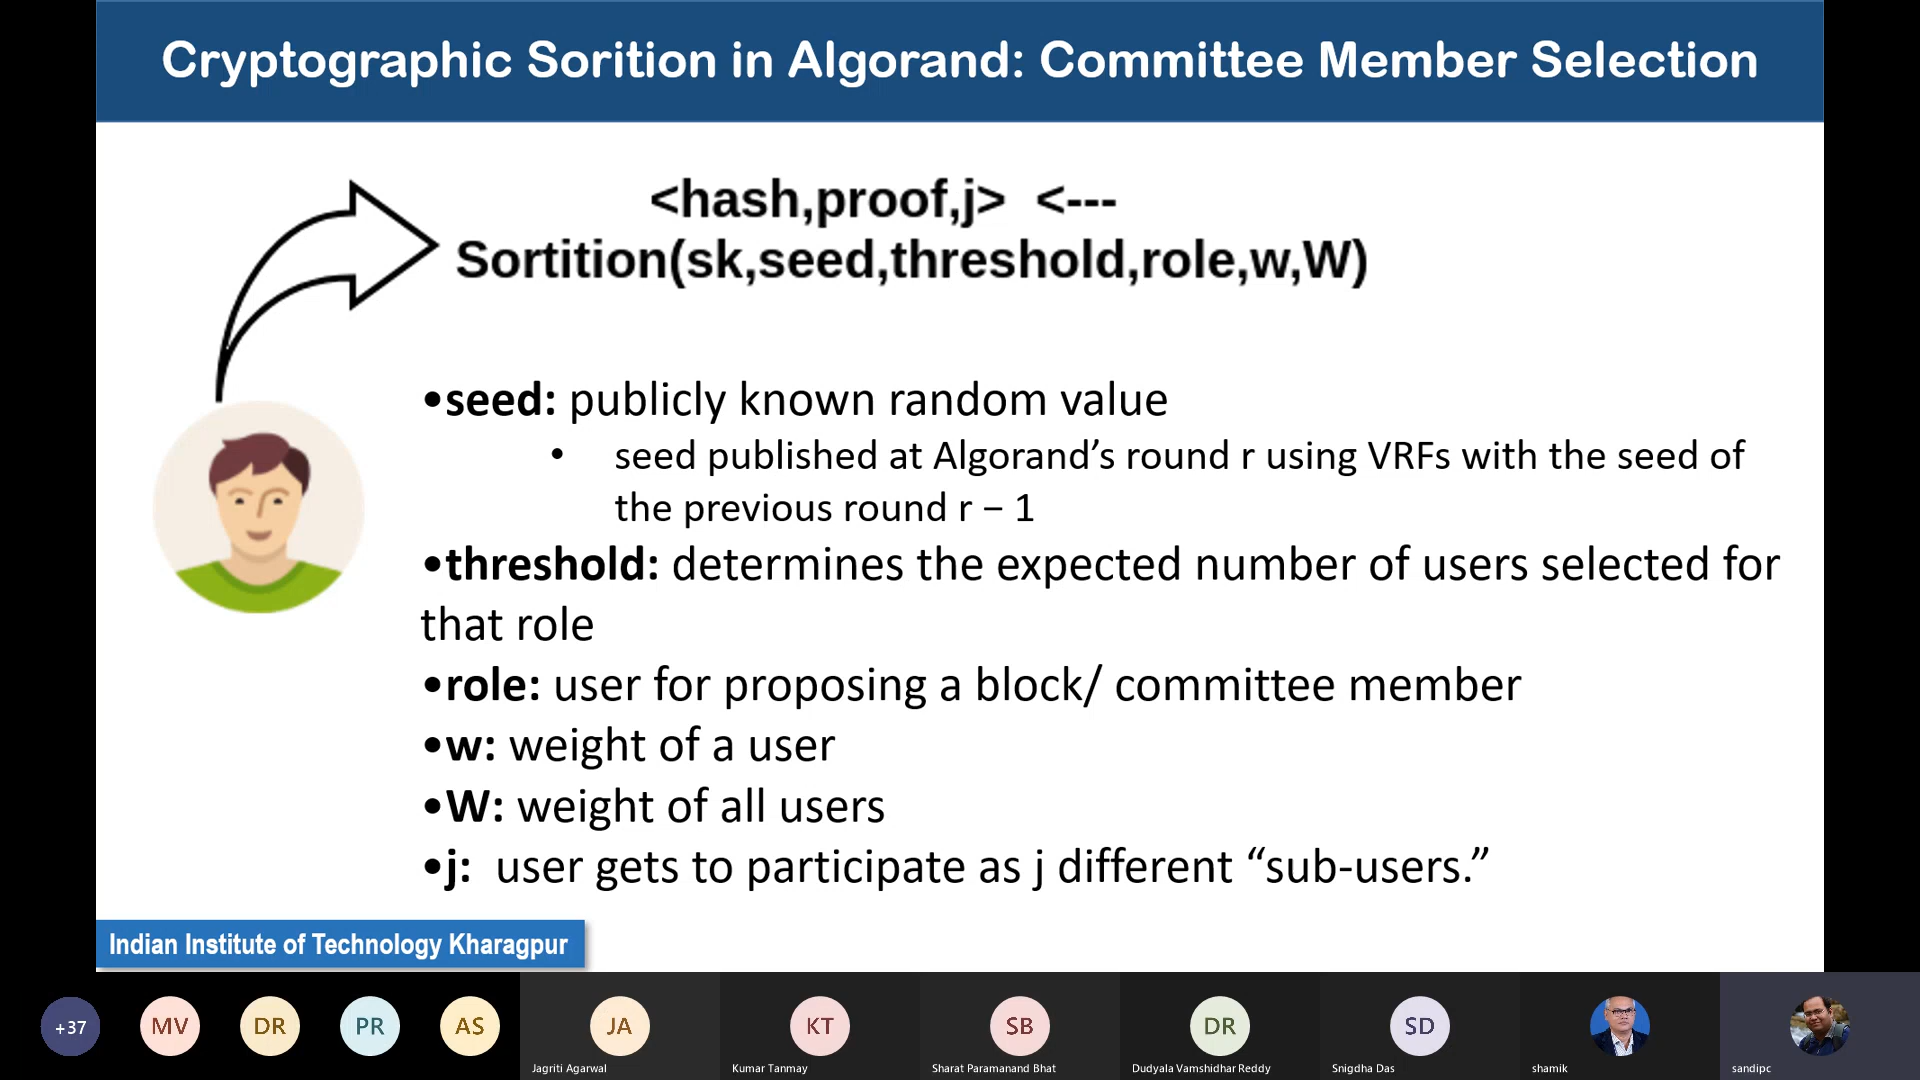 Cryptographic Sorition in Algorand: Committee Member Selection
<hash,proof,j> <---
Sortition(sk,seed,threshold,role,w,W)
•seed: publicly known random value
• seed published at Algorand’s round r using VRFs with the seed of
the previous round r − 1
•threshold: determines the expected number of users selected for
that role
•role: user for proposing a block/ committee member
•w: weight of a user
•W: weight of all users
•j: user gets to participate as j different “sub-users.”
Indian Institute of Technology Kharagpur
+37 MV DR PR AS JA KT SB DR SD
Jagriti Agarwal Kumar Tanmay Sharat Paramanand Bhat Dudyala Vamshidhar Reddy Snigdha Das shamik sandipc